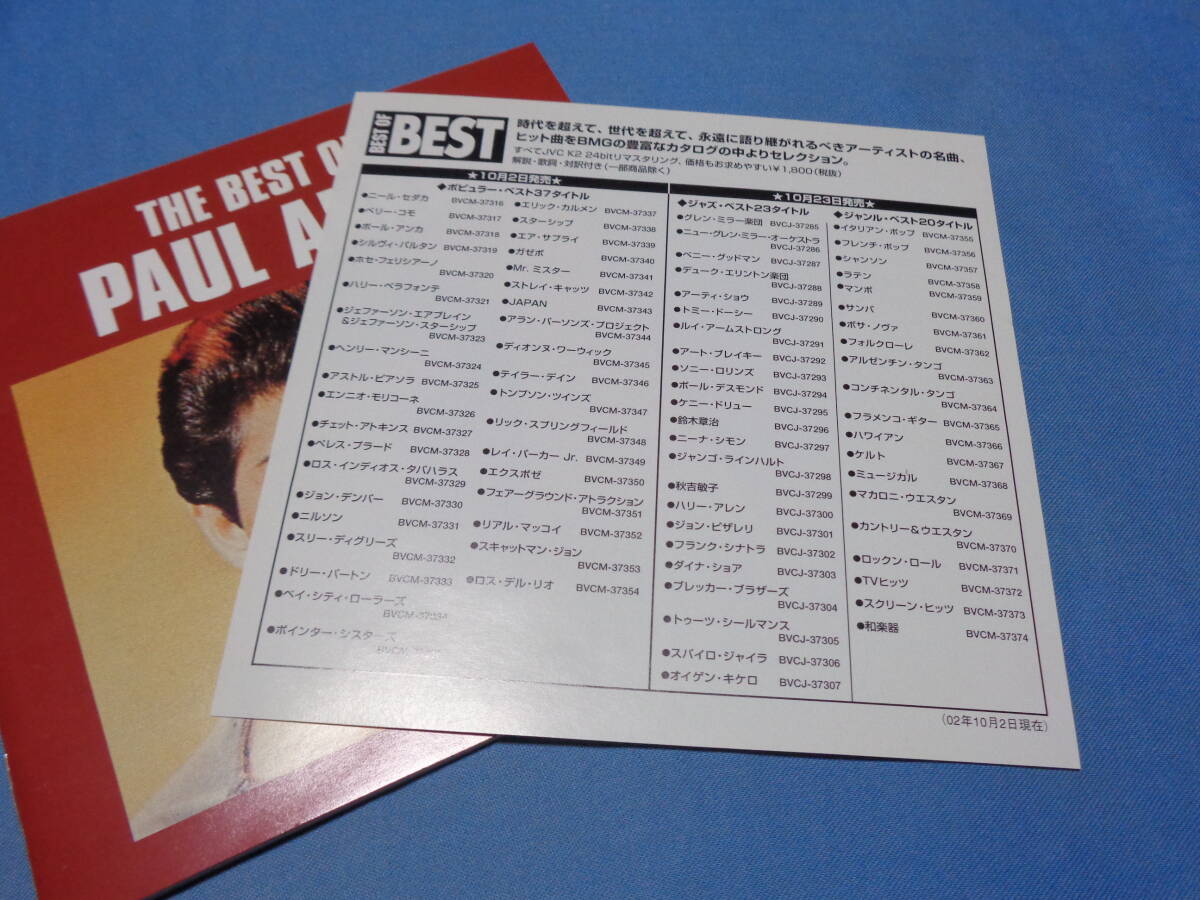 THE BEST OF
PAUL A
BEST OF
BEST
時代を超えて、世代を超えて、永遠に語り継がれるべきアーティストの名曲、
ヒット曲をBMGの豊富なカタログの中よりセレクション。
すべてJVC K2 24bitリマスタリング、価格もお求めやすい¥1,800(税抜)
解説・歌詞・対訳付き(一部商品除く)
★10月2日発売★
◆ポピュラー・ベスト37タイトル
●ニール・セダカ BVCM-37316
●ペリー・コモ BVCM-37317
●ポール・アンカ BVCM-37318
●シルヴィ・バルタン BVCM-37319
●ホセ・フェリシアーノ
BVCM-37320
●ハリー・ベラフォンテ
BVCM-37321
●ジェファーソン・エアプレイン
&ジェファーソン・スターシップ
BVCM-37323
●ヘンリー・マンシーニ
BVCM-37324
●アストル・ピアソラ BVCM-37325
●エンニオ・モリコーネ
BVCM-37326
●チェット・アトキンス BVCM-37327
●ペレス・プラード BVCM-37328
●ロス・インディオス・タバハラス
BVCM-37329
●ジョン・デンバー BVCM-37330
●ニルソン BVCM-37331
●スリー・ディグリーズ
BVCM-37332
●ドリー・パートン BVCM-37333
●ベイ・シティ・ローラーズ
BVCM-37334
●ポインター・シスターズ
●エリック・カルメン BVCM-37337
●スターシップ BVCM-37338
●エア・サプライ BVCM-37339
●ガゼボ BVCM-37340
●Mr. ミスター BVCM-37341
●ストレイ・キャッツ BVCM-37342
●JAPAN BVCM-37343
●アラン・パーソンズ・プロジェクト
BVCM-37344
●ディオンヌ・ワーウィック
BVCM-37345
●テイラー・デイン BVCM-37346
●トンプソン・ツインズ
BVCM-37347
●リック・スプリングフィールド
BVCM-37348
●レイ・パーカー Jr. BVCM-37349
●エクスポゼ BVCM-37350
●フェアーグラウンド・アトラクション
BVCM-37351
●リアル・マッコイ BVCM-37352
●スキャットマン・ジョン
BVCM-37353
●ロス・デル・リオ BVCM-37354
★10月23日発売★
◆ジャズ・ベスト23タイトル
●グレン・ミラー楽団 BVCJ-37285
●ニュー・グレン・ミラー・オーケストラ
BVCJ-37286
●ベニー・グッドマン BVCJ-37287
●デューク・エリントン楽団
BVCJ-37288
●アーティ・ショウ BVCJ-37289
●トミー・ドーシー BVCJ-37290
●ルイ・アームストロング
BVCJ-37291
●アート・ブレイキー BVCJ-37292
●ソニー・ロリンズ BVCJ-37293
●ポール・デスモンド BVCJ-37294
●ケニー・ドリュー BVCJ-37295
●鈴木章治 BVCJ-37296
●ニーナ・シモン BVCJ-37297
●ジャンゴ・ラインハルト
BVCJ-37298
●秋吉敏子 BVCJ-37299
●ハリー・アレン BVCJ-37300
●ジョン・ピザレリ BVCJ-37301
●フランク・シナトラ BVCJ-37302
●ダイナ・ショア BVCJ-37303
●ブレッカー・ブラザーズ
BVCJ-37304
●トゥーツ・シールマンス
BVCJ-37305
●スパイロ・ジャイラ BVCJ-37306
●オイゲン・キケロ BVCJ-37307
◆ジャンル・ベスト20タイトル
●イタリアン・ポップ BVCM-37355
●フレンチ・ポップ BVCM-37356
●シャンソン BVCM-37357
●ラテン BVCM-37358
●マンボ BVCM-37359
●サンバ BVCM-37360
●ボサ・ノヴァ BVCM-37361
●フォルクローレ BVCM-37362
●アルゼンチン・タンゴ
BVCM-37363
●コンチネンタル・タンゴ
BVCM-37364
●フラメンコ・ギター BVCM-37365
●ハワイアン BVCM-37366
●ケルト BVCM-37367
●ミュージカル BVCM-37368
●マカロニ・ウエスタン
BVCM-37369
●カントリー&ウエスタン
BVCM-37370
●ロックン・ロール BVCM-37371
●TVヒッツ BVCM-37372
●スクリーン・ヒッツ BVCM-37373
●和楽器 BVCM-37374
(02年10月2日現在)